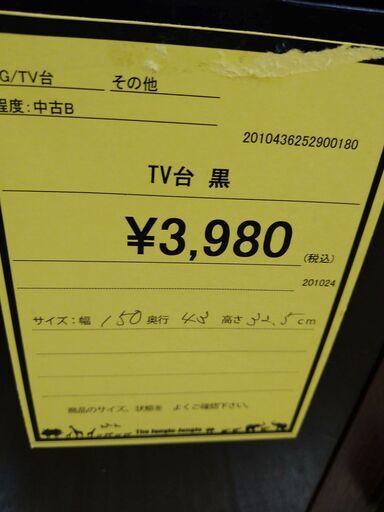 G/TV台 その他
程度:中古B
2010436252900180
TV台 黒
¥3,980
(税込)
201024
サイズ:幅 150 奥行 43 高さ 32.5cm
商品のサイズ、状態を よくご確認下さい。
The Jungle Jungle